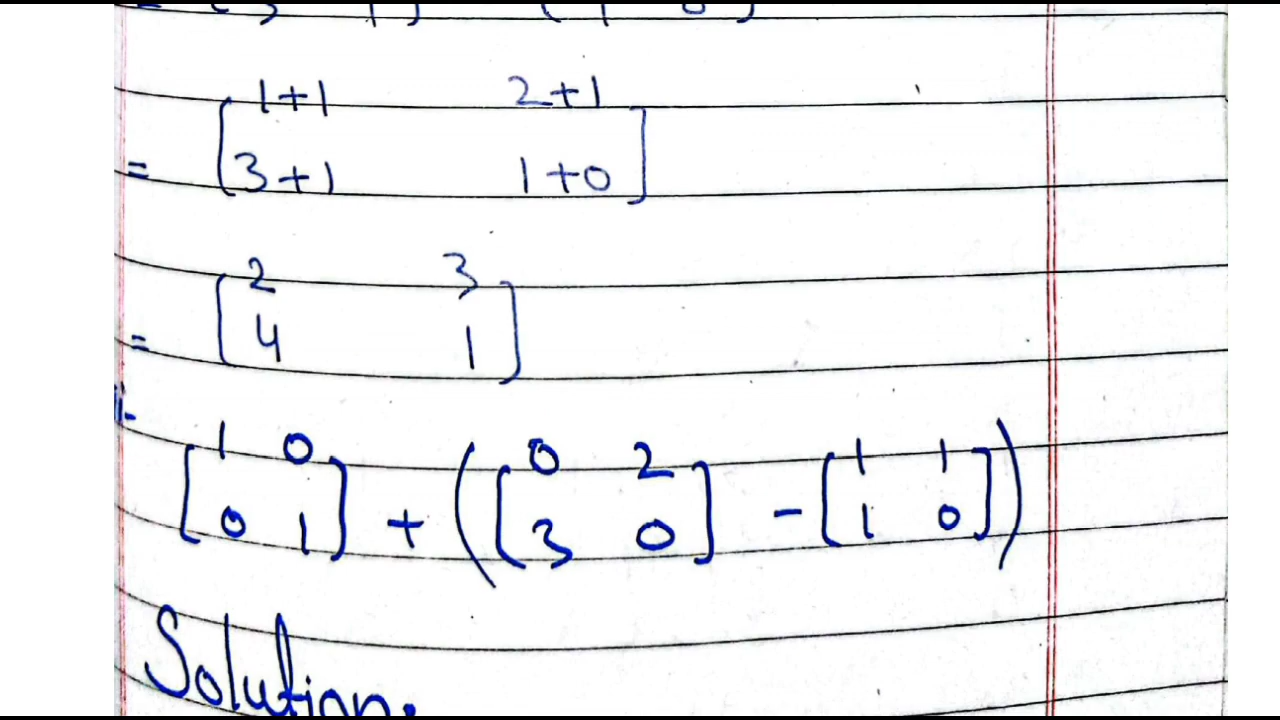 1+1 2+1
= 3+1 1+0
2 3
= 4 1
[1 0] + ([0 2] - [1 1])
[0 1] [3 0] [1 0]
Solution.